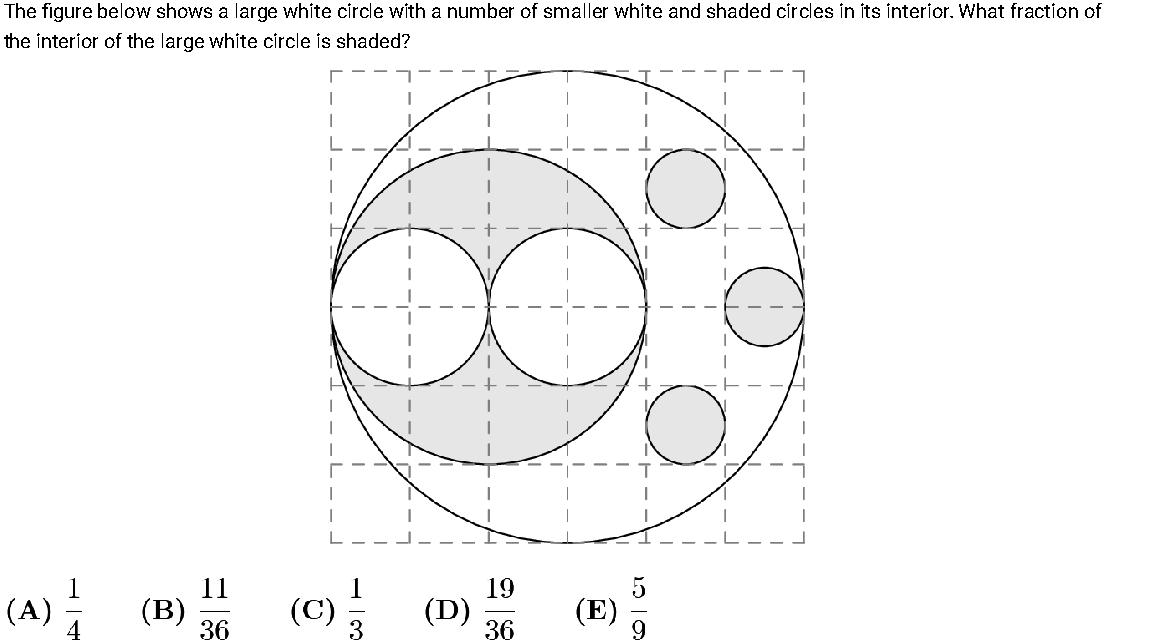 The figure below shows a large white circle with a number of smaller white and shaded circles in its interior. What fraction of
the interior of the large white circle is shaded?
(A) 1/4 (B) 11/36 (C) 1/3 (D) 19/36 (E) 5/9